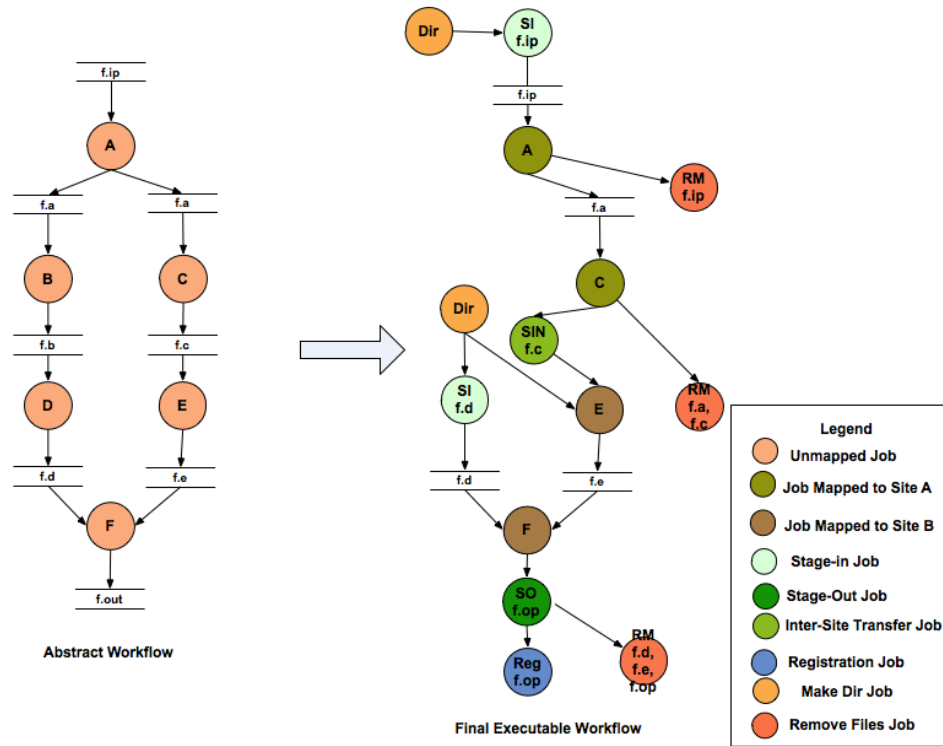 f.ip
A
f.a
f.a
B
C
f.b
f.c
D
E
f.d
f.e
F
f.out
Abstract Workflow
Dir
SI
f.ip
f.ip
A
RM
f.ip
f.a
C
Dir
SIN
f.c
SI
f.d
E
RM
f.a,
f.c
f.d
f.e
F
SO
f.op
Reg
f.op
RM
f.d,
f.e,
f.op
Final Executable Workflow
Legend
Unmapped Job
Job Mapped to Site A
Job Mapped to Site B
Stage-in Job
Stage-Out Job
Inter-Site Transfer Job
Registration Job
Make Dir Job
Remove Files Job